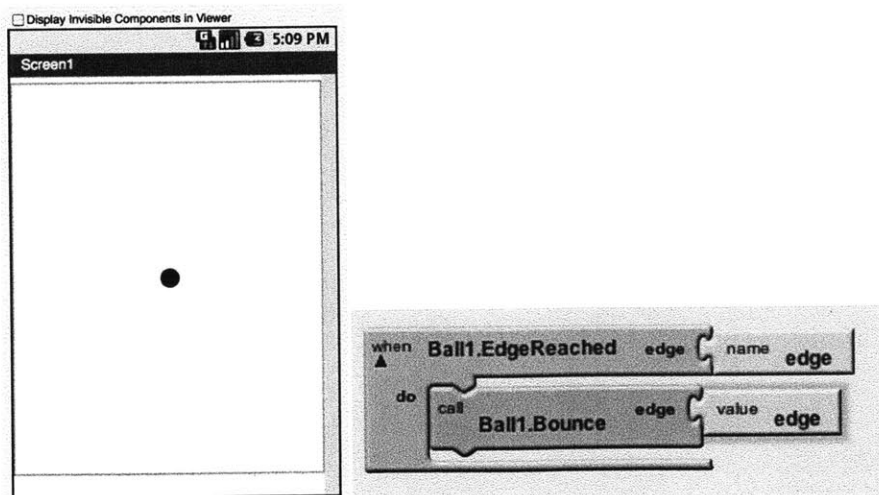 Display Invisible Components in Viewer
5:09 PM
Screen1
when Ball1.EdgeReached edge name edge
do call Ball1.Bounce edge value edge